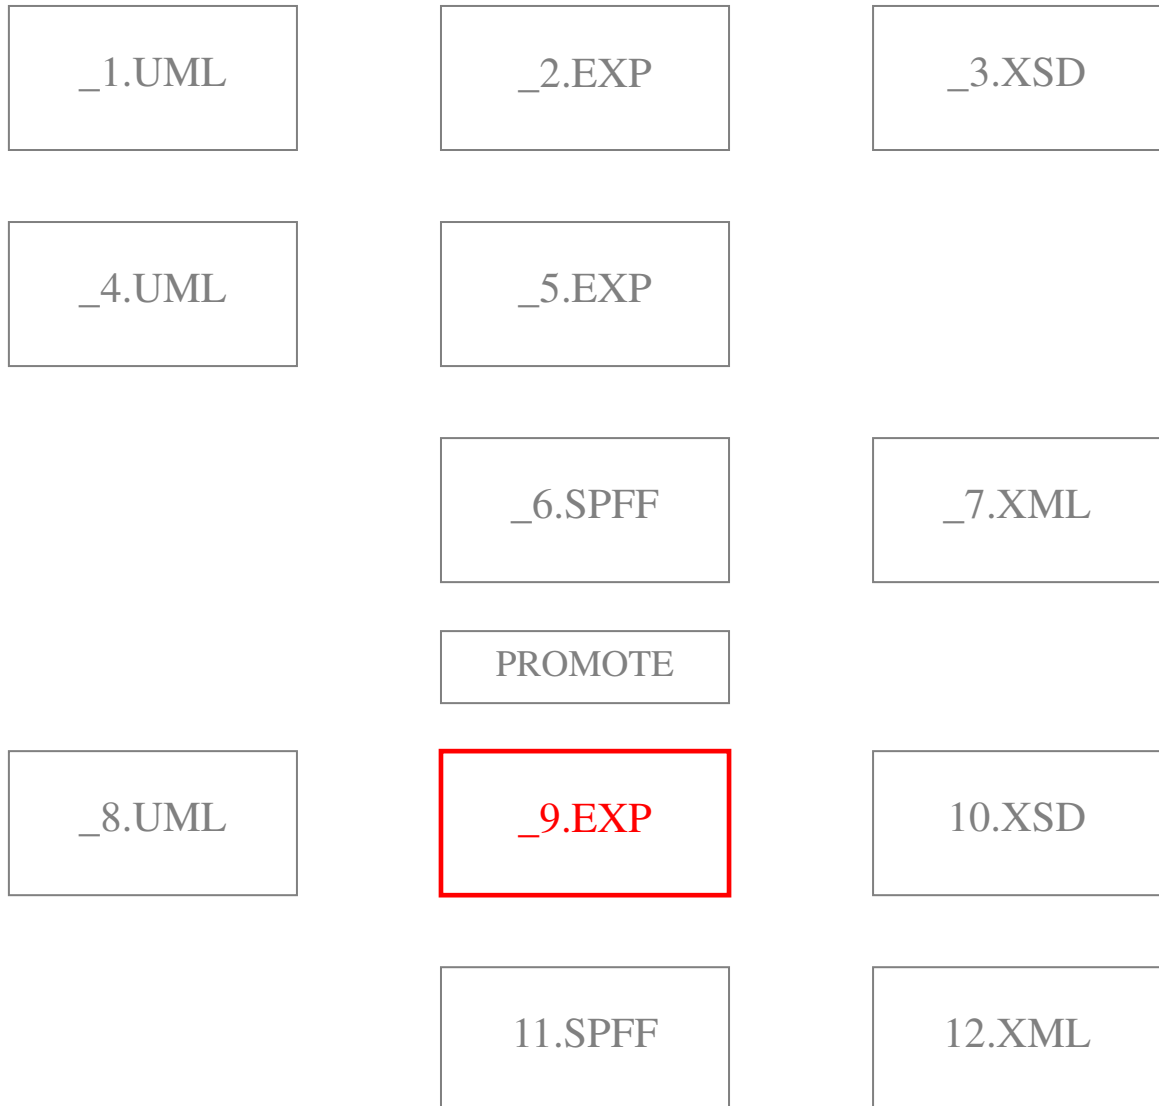 _1.UML
_2.EXP
_3.XSD
_4.UML
_5.EXP
_6.SPFF
_7.XML
PROMOTE
_8.UML
_9.EXP
10.XSD
11.SPFF
12.XML